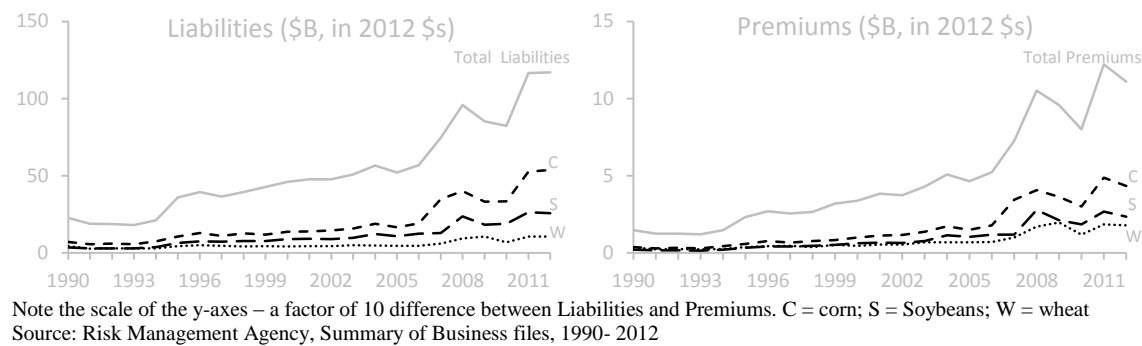 Liabilities ($B, in 2012 $s)
Total Liabilities
150
100
50
0
C
S
W
1990 1993 1996 1999 2002 2005 2008 2011
Premiums ($B, in 2012 $s)
Total Premiums
15
10
5
0
C
S
W
1990 1993 1996 1999 2002 2005 2008 2011
Note the scale of the y-axes – a factor of 10 difference between Liabilities and Premiums. C = corn; S = Soybeans; W = wheat
Source: Risk Management Agency, Summary of Business files, 1990- 2012